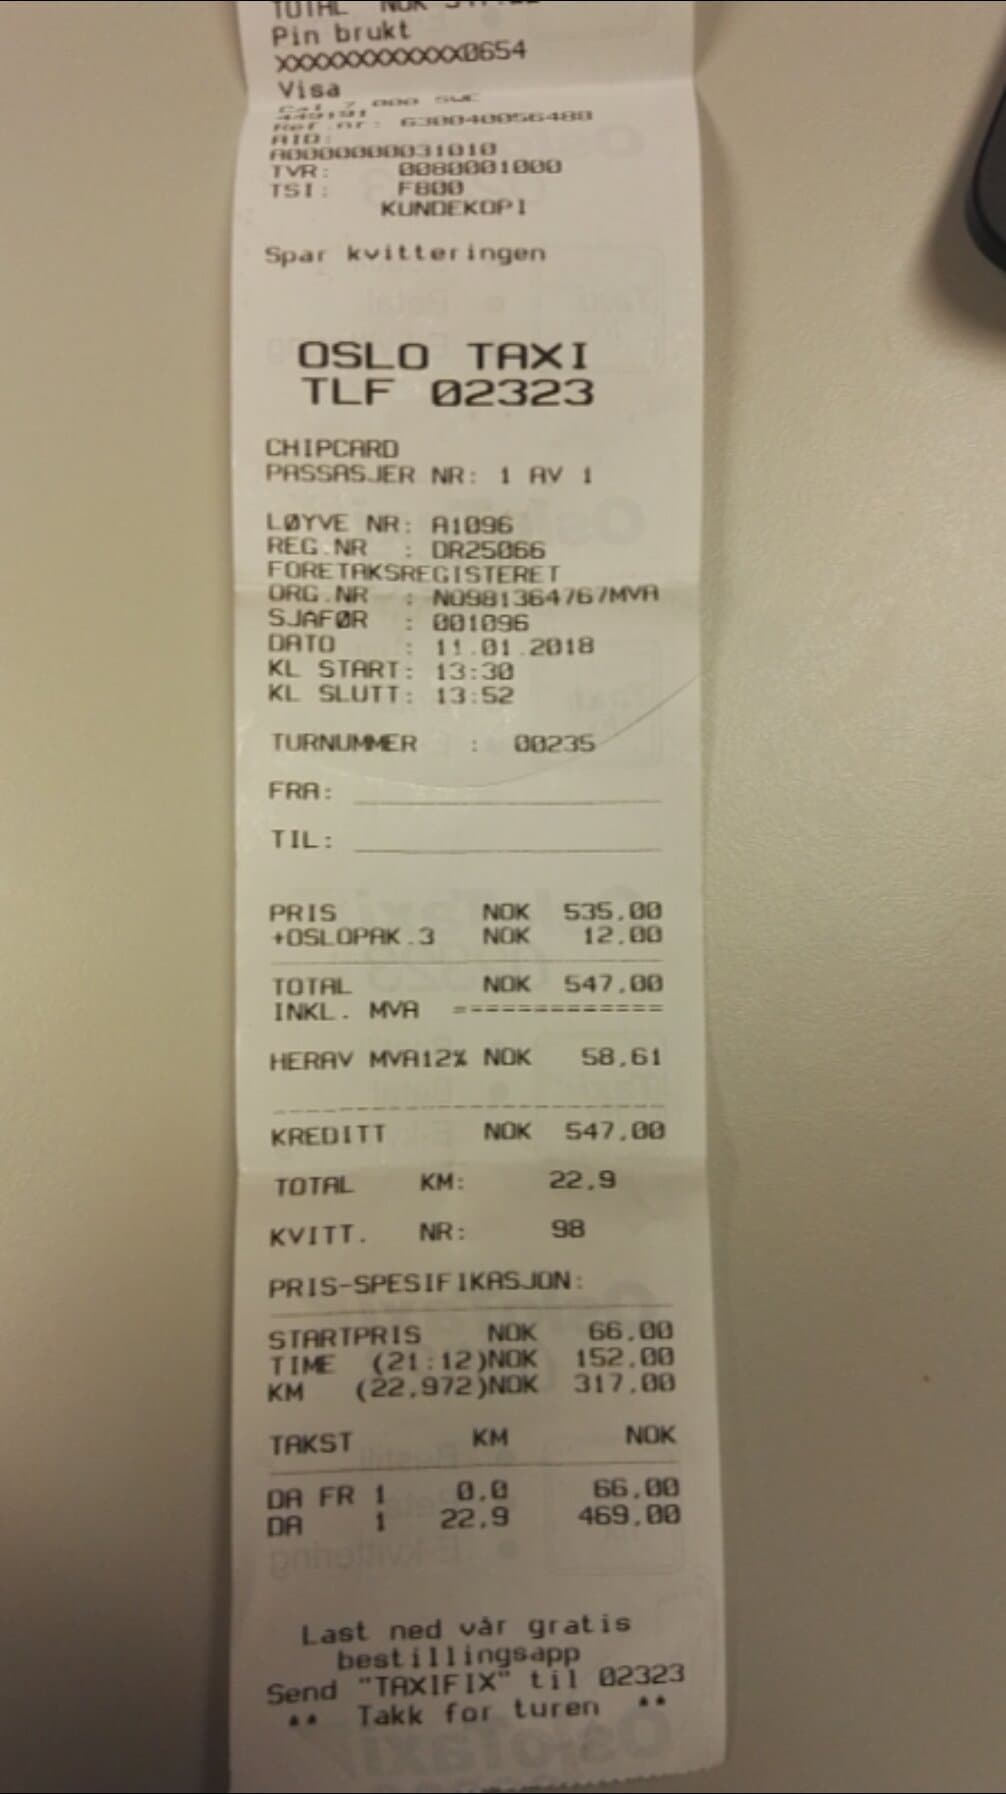 TOTAL NOK 547.00
Pin brukt
XXXXXXXXXXXX0654
Visa
449191
Ref.nr: 630040056488
AID:
A0000000031010
TVR: 0080001000
TSI: F800
KUNDEKOPI
Spar kvitteringen
OSLO TAXI
TLF 02323
CHIPCARD
PASSASJER NR: 1 AV 1
LØYVE NR: A1096
REG.NR : DR25066
FORETAKSREGISTERET
ORG.NR : NO981364767MVA
SJAFØR : 001096
DATO : 11.01.2018
KL START: 13:30
KL SLUTT: 13:52
TURNUMMER : 00235
FRA:
TIL:
PRIS NOK 535,00
+OSLOPAK.3 NOK 12,00
TOTAL NOK 547,00
INKL. MVA =============
HERAV MVA12% NOK 58,61
KREDITT NOK 547,00
TOTAL KM: 22,9
KVITT. NR: 98
PRIS-SPESIFIKASJON:
STARTPRIS NOK 66,00
TIME (21:12)NOK 152,00
KM (22,972)NOK 317,00
TAKST KM NOK
DA FR 1 0.0 66,00
DA 1 22,9 469,00
Last ned vår gratis
bestillingsapp
Send "TAXIFIX" til 02323
** Takk for turen **